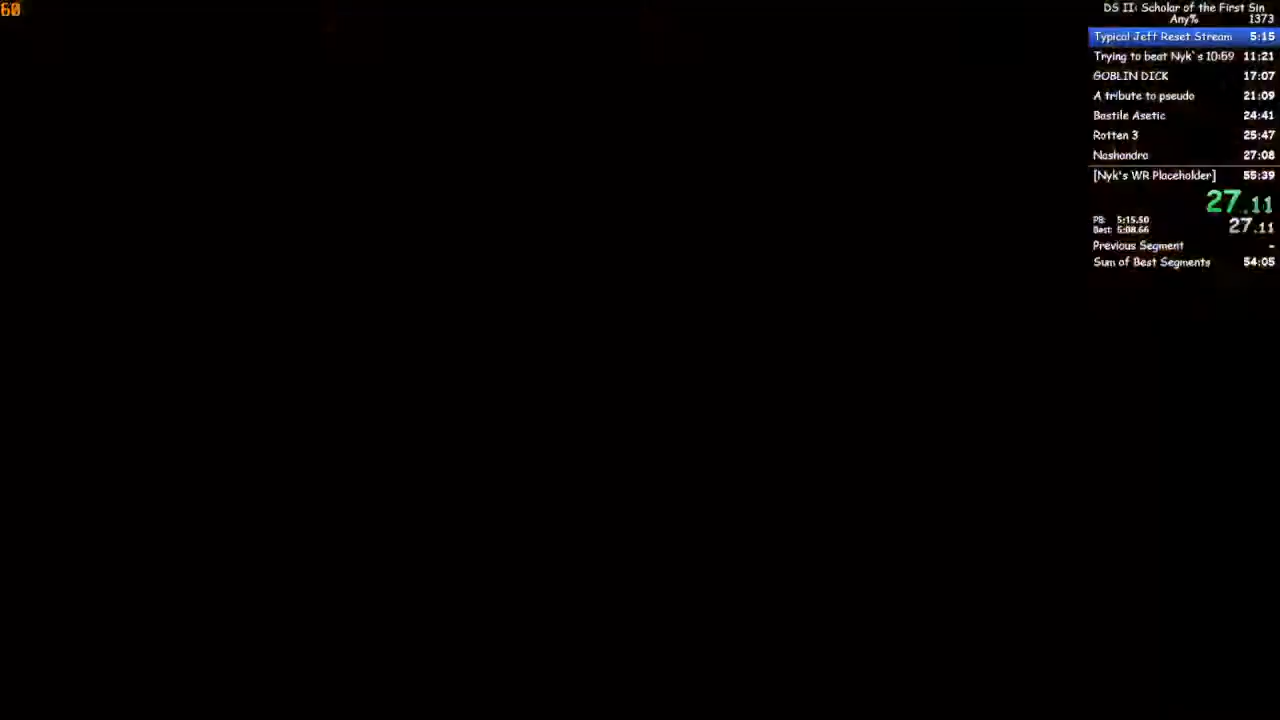 60
DS II: Scholar of the First Sin
Any% 1373
Typical Jeff Reset Stream 5:15
Trying to beat Nyk`s 10:59 11:21
GOBLIN DICK 17:07
A tribute to pseudo 21:09
Bastile Asetic 24:41
Rotten 3 25:47
Nashandra 27:08
[Nyk's WR Placeholder] 55:39
27.11
PB: 5:15.50
Best: 5:08.66 27.11
Previous Segment -
Sum of Best Segments 54:05